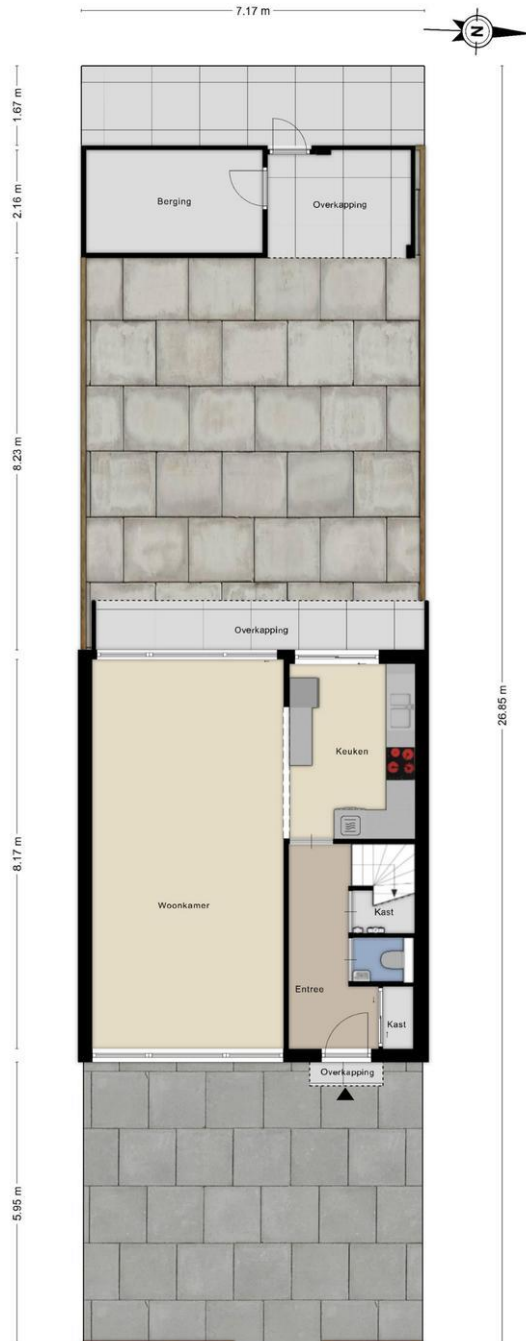 7.17 m
N
1.67 m
2.16 m
8.23 m
8.17 m
5.95 m
26.85 m
Berging
Overkapping
Overkapping
Keuken
Woonkamer
Kast
Entree
Kast
Overkapping